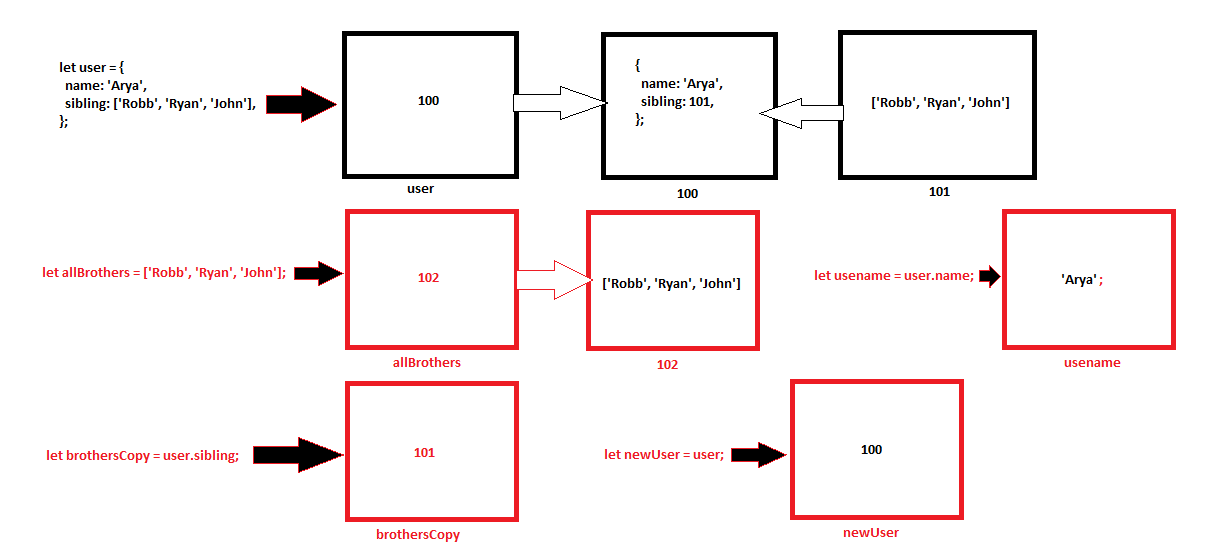 let user = {
name: 'Arya',
sibling: ['Robb', 'Ryan', 'John'],
};
100
user
{
name: 'Arya',
sibling: 101,
};
100
['Robb', 'Ryan', 'John']
101
let allBrothers = ['Robb', 'Ryan', 'John'];
102
allBrothers
['Robb', 'Ryan', 'John']
102
let usename = user.name;
'Arya';
usename
let brothersCopy = user.sibling;
101
brothersCopy
let newUser = user;
100
newUser